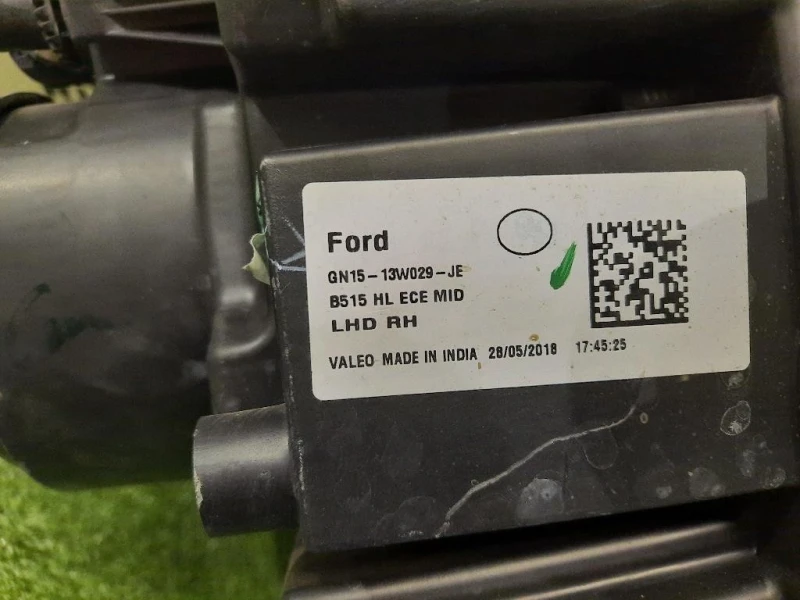 Ford
GN15-13W029-JE
B515 HL ECE MID
LHD RH
VALEO MADE IN INDIA 28/05/2018 17:45:25